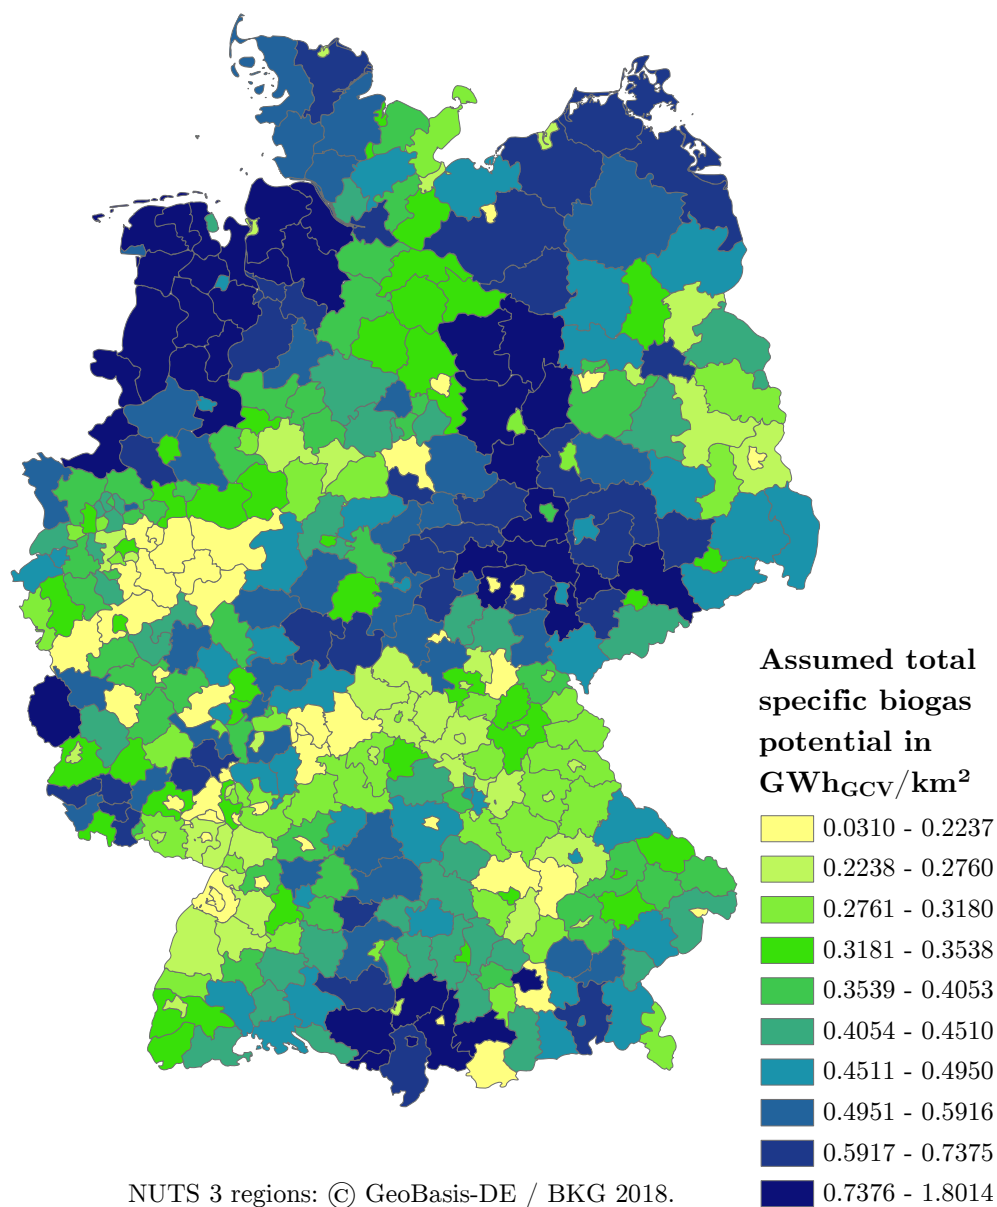 Assumed total
specific biogas
potential in
GWhGCV/km²
0.0310 - 0.2237
0.2238 - 0.2760
0.2761 - 0.3180
0.3181 - 0.3538
0.3539 - 0.4053
0.4054 - 0.4510
0.4511 - 0.4950
0.4951 - 0.5916
0.5917 - 0.7375
0.7376 - 1.8014
NUTS 3 regions: © GeoBasis-DE / BKG 2018.